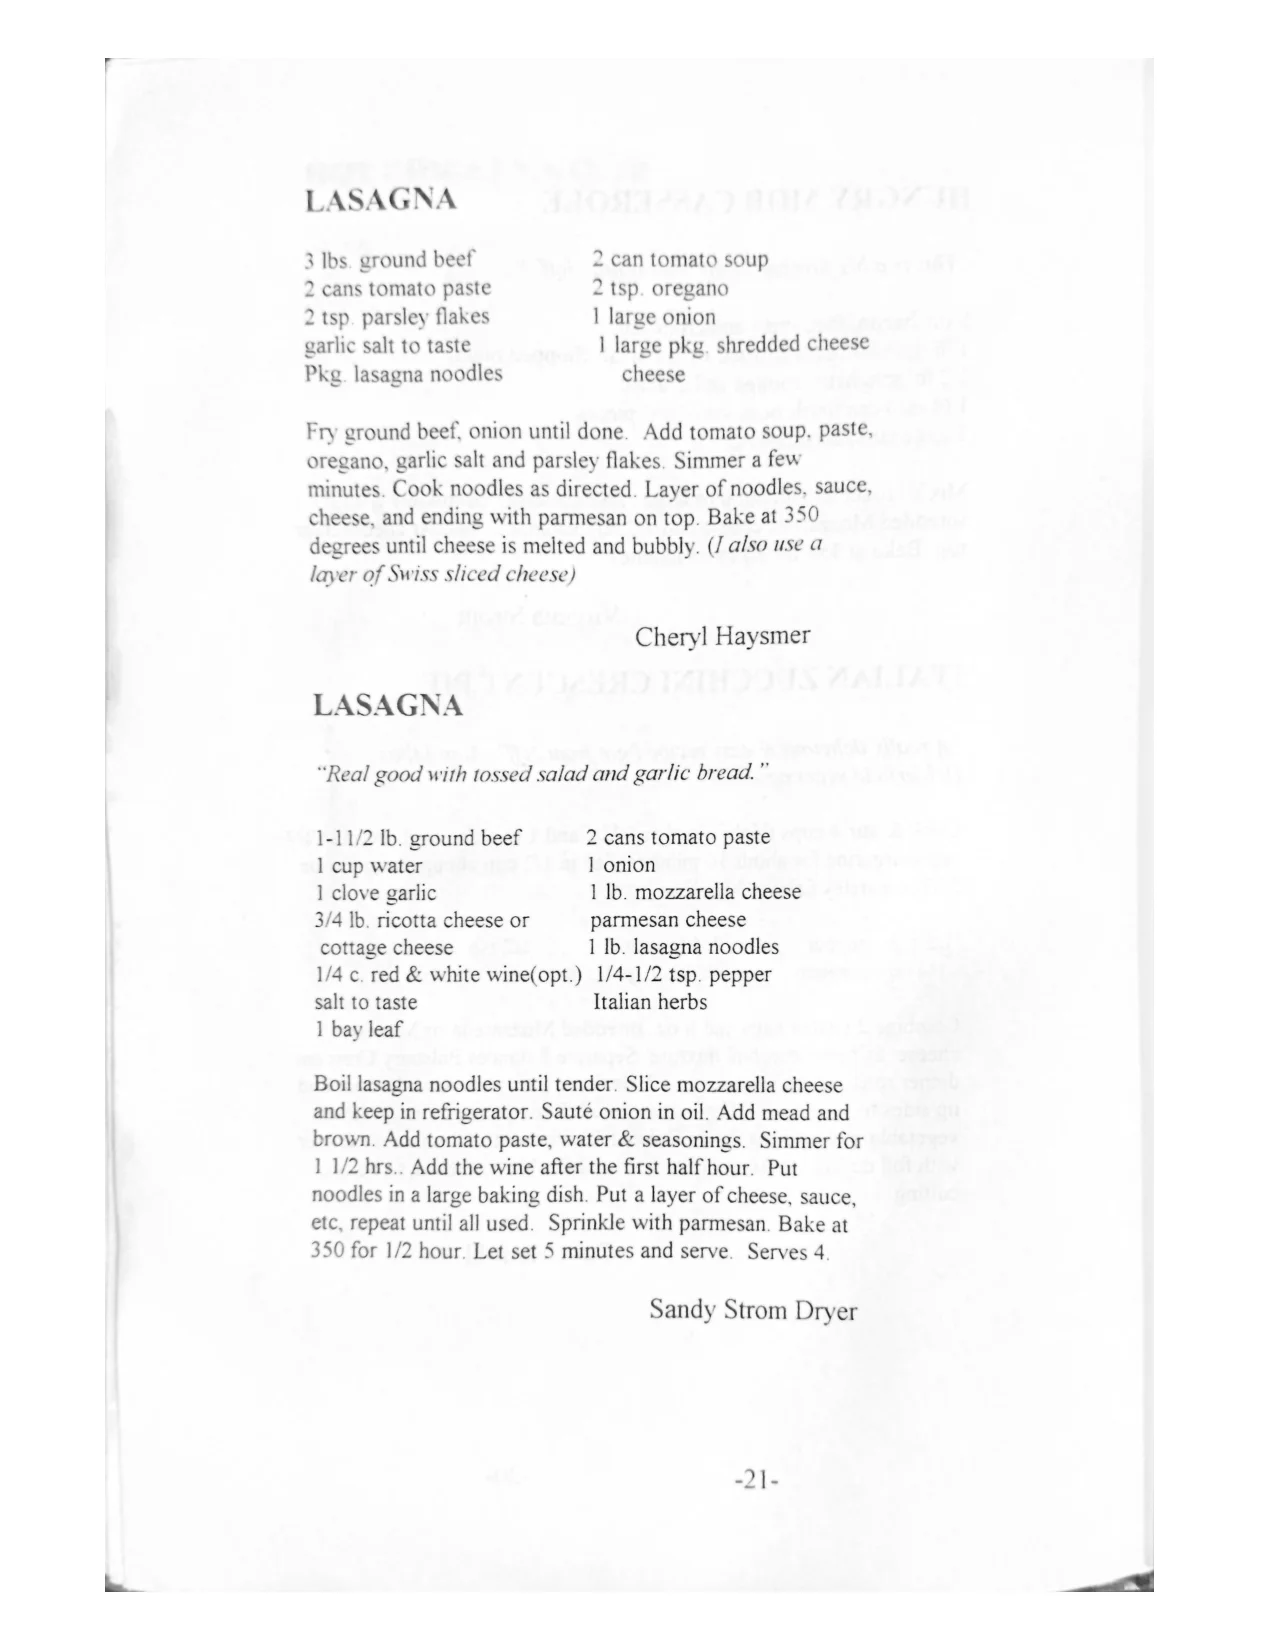 LASAGNA
3 lbs. ground beef 2 can tomato soup
2 cans tomato paste 2 tsp. oregano
2 tsp. parsley flakes 1 large onion
garlic salt to taste 1 large pkg. shredded cheese
Pkg. lasagna noodles cheese
Fry ground beef, onion until done. Add tomato soup, paste,
oregano, garlic salt and parsley flakes. Simmer a few
minutes. Cook noodles as directed. Layer of noodles, sauce,
cheese, and ending with parmesan on top. Bake at 350
degrees until cheese is melted and bubbly. (I also use a
layer of Swiss sliced cheese)
Cheryl Haysmer
LASAGNA
"Real good with tossed salad and garlic bread."
1-1 1/2 lb. ground beef 2 cans tomato paste
1 cup water 1 onion
1 clove garlic 1 lb. mozzarella cheese
3/4 lb. ricotta cheese or parmesan cheese
cottage cheese 1 lb. lasagna noodles
1/4 c. red & white wine(opt.) 1/4-1/2 tsp. pepper
salt to taste Italian herbs
1 bay leaf
Boil lasagna noodles until tender. Slice mozzarella cheese
and keep in refrigerator. Sauté onion in oil. Add mead and
brown. Add tomato paste, water & seasonings. Simmer for
1 1/2 hrs.. Add the wine after the first half hour. Put
noodles in a large baking dish. Put a layer of cheese, sauce,
etc, repeat until all used. Sprinkle with parmesan. Bake at
350 for 1/2 hour. Let set 5 minutes and serve. Serves 4.
Sandy Strom Dryer
-21-